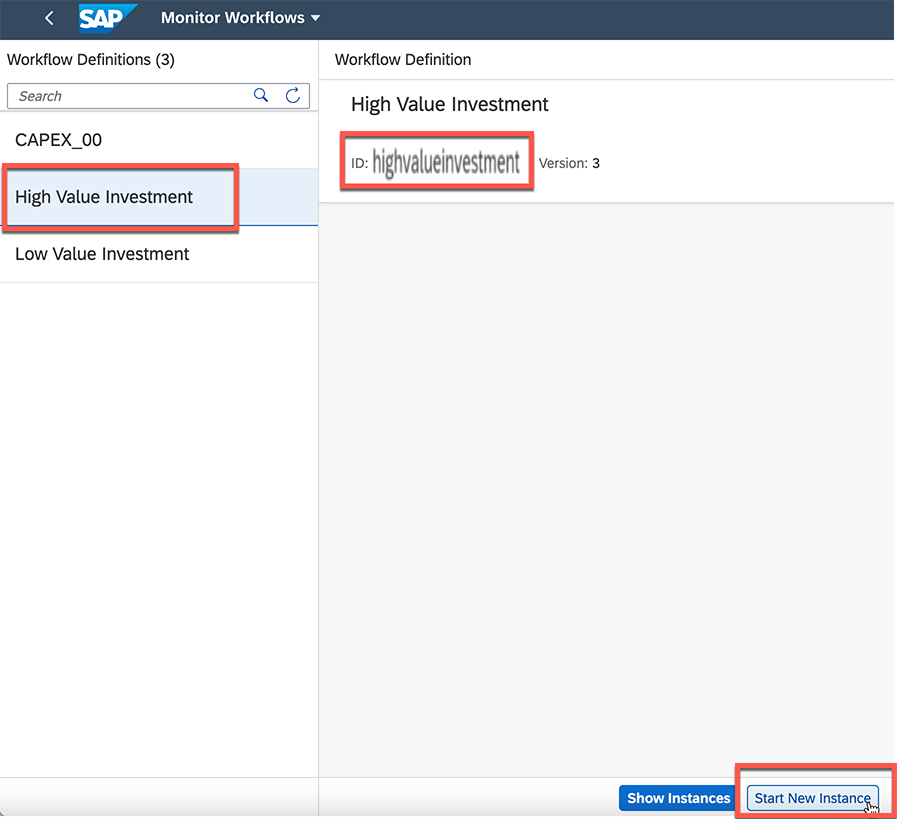 SAP Monitor Workflows
Workflow Definitions (3)
Search
CAPEX_00
High Value Investment
Low Value Investment
Workflow Definition
High Value Investment
ID: highvalueinvestment Version: 3
Show Instances Start New Instance